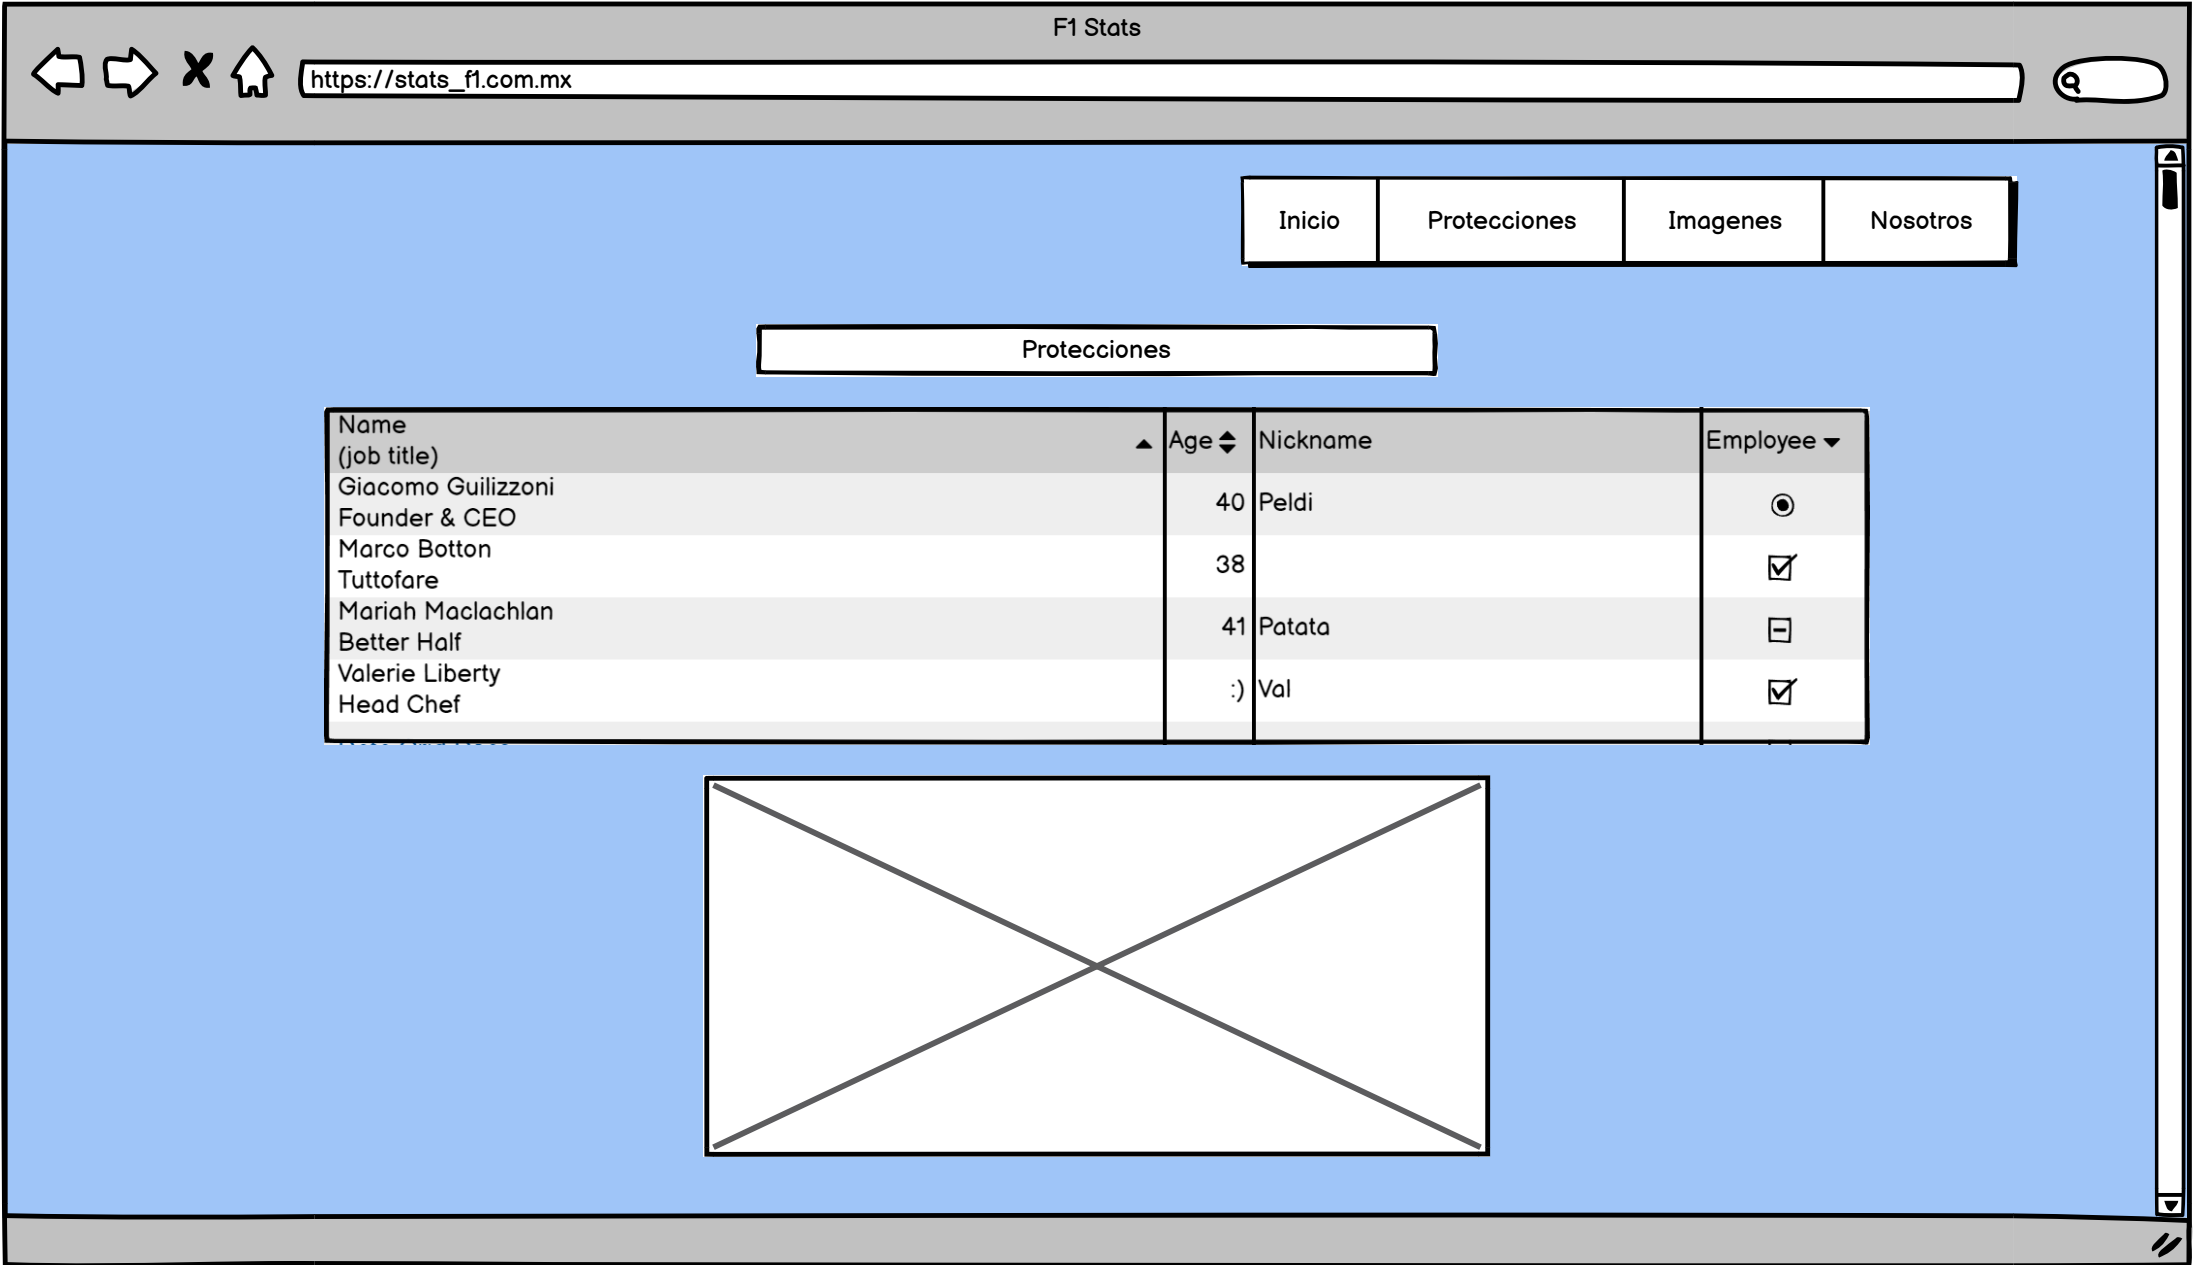 F1 Stats
https://stats_f1.com.mx
Inicio Protecciones Imagenes Nosotros
Protecciones
Name
(job title)
Age Nickname Employee
Giacomo Guilizzoni
Founder & CEO
40 Peldi
Marco Botton
Tuttofare
38
Mariah Maclachlan
Better Half
41 Patata
Valerie Liberty
Head Chef
:) Val